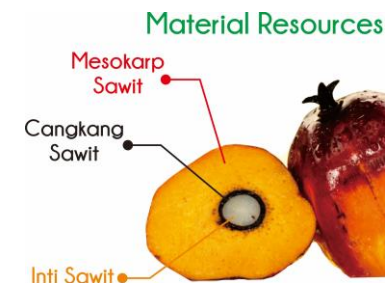 Material Resources
Mesokarp
Sawit
Cangkang
Sawit
Inti Sawit